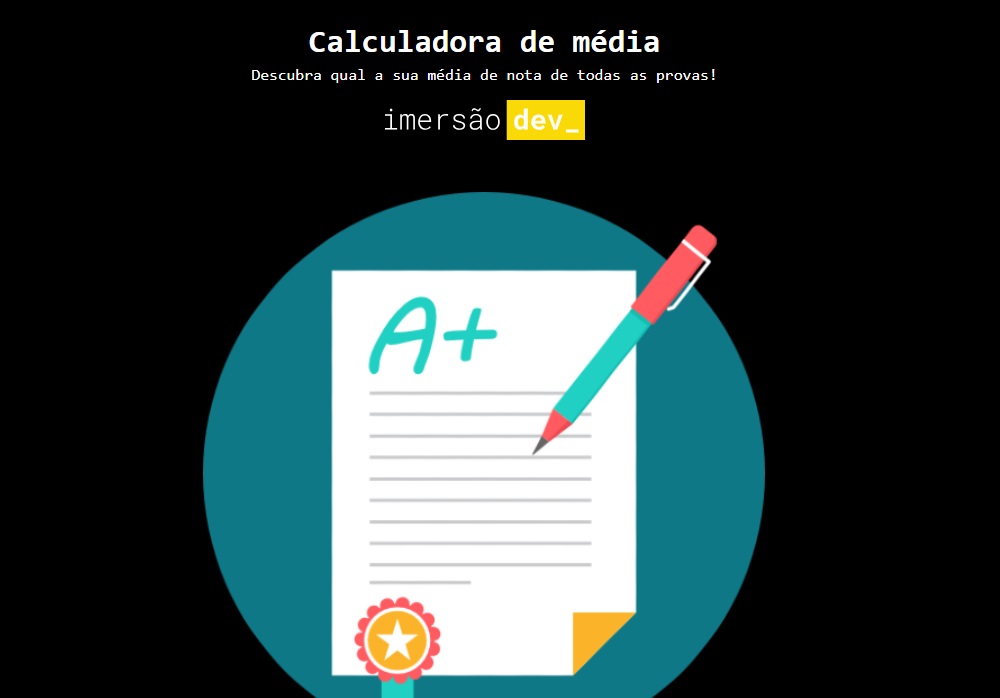 Calculadora de média
Descubra qual a sua média de nota de todas as provas!
imersão dev_
A+